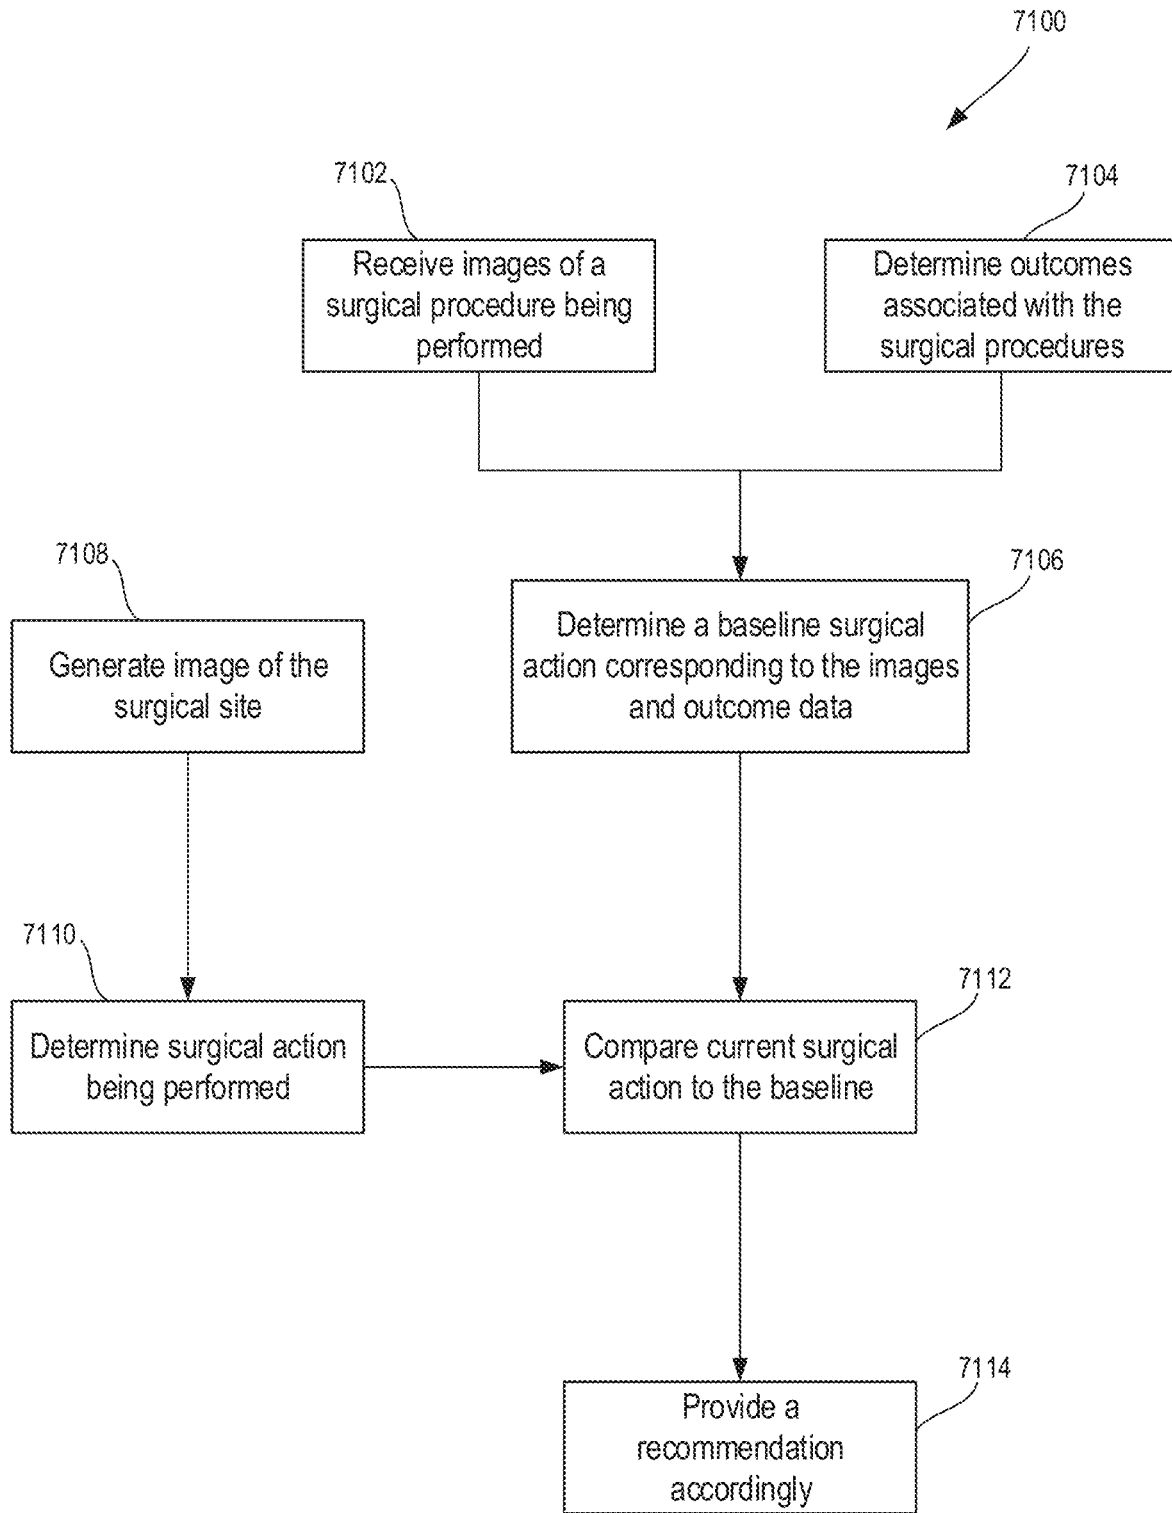 7100
7102
7104
Receive images of a
surgical procedure being
performed
Determine outcomes
associated with the
surgical procedures
7108
7106
Generate image of the
surgical site
Determine a baseline surgical
action corresponding to the images
and outcome data
7110
7112
Determine surgical action
being performed
Compare current surgical
action to the baseline
7114
Provide a
recommendation
accordingly